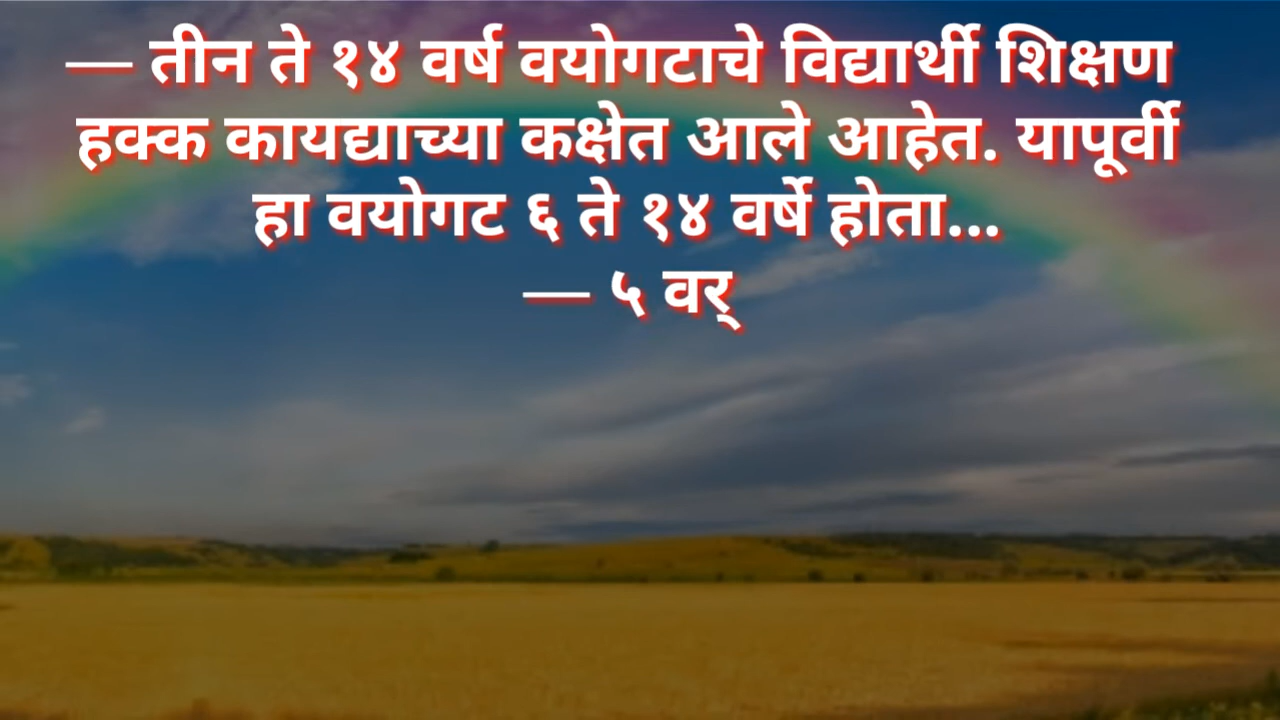 — तीन ते १४ वर्ष वयोगटाचे विद्यार्थी शिक्षण
हक्क कायद्याच्या कक्षेत आले आहेत. यापूर्वी
हा वयोगट ६ ते १४ वर्षे होता...
— ५ वर्